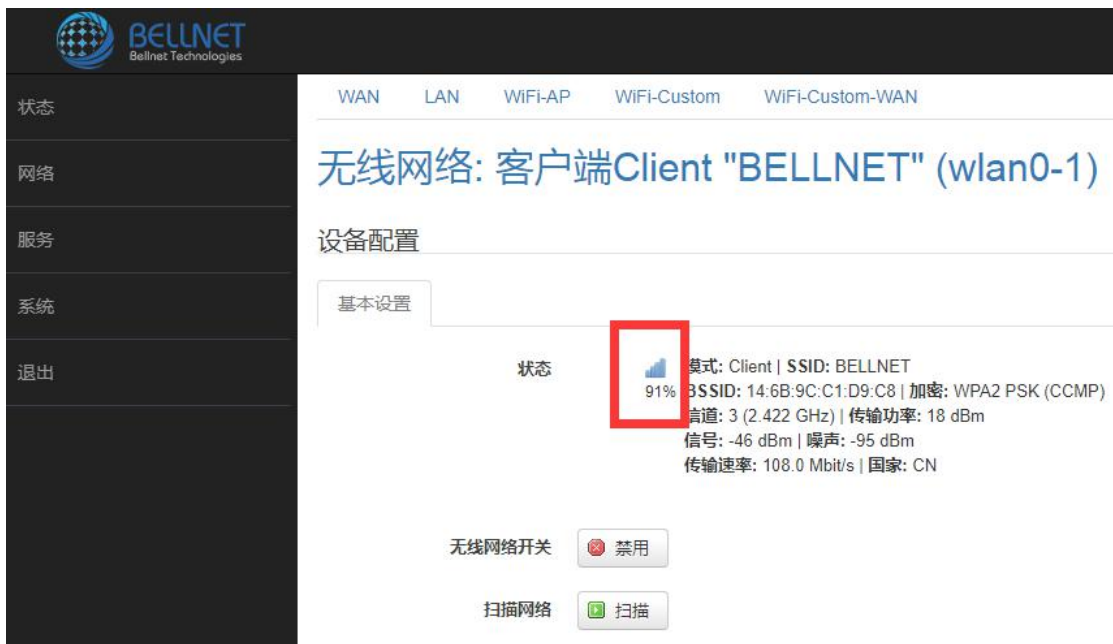 BELLNET
Bellnet Technologies
状态
网络
服务
系统
退出
WAN LAN WiFi-AP WiFi-Custom WiFi-Custom-WAN
无线网络: 客户端Client "BELLNET" (wlan0-1)
设备配置
基本设置
状态
91%
模式: Client | SSID: BELLNET
BSSID: 14:6B:9C:C1:D9:C8 | 加密: WPA2 PSK (CCMP)
信道: 3 (2.422 GHz) | 传输功率: 18 dBm
信号: -46 dBm | 噪声: -95 dBm
传输速率: 108.0 Mbit/s | 国家: CN
无线网络开关 禁用
扫描网络 扫描